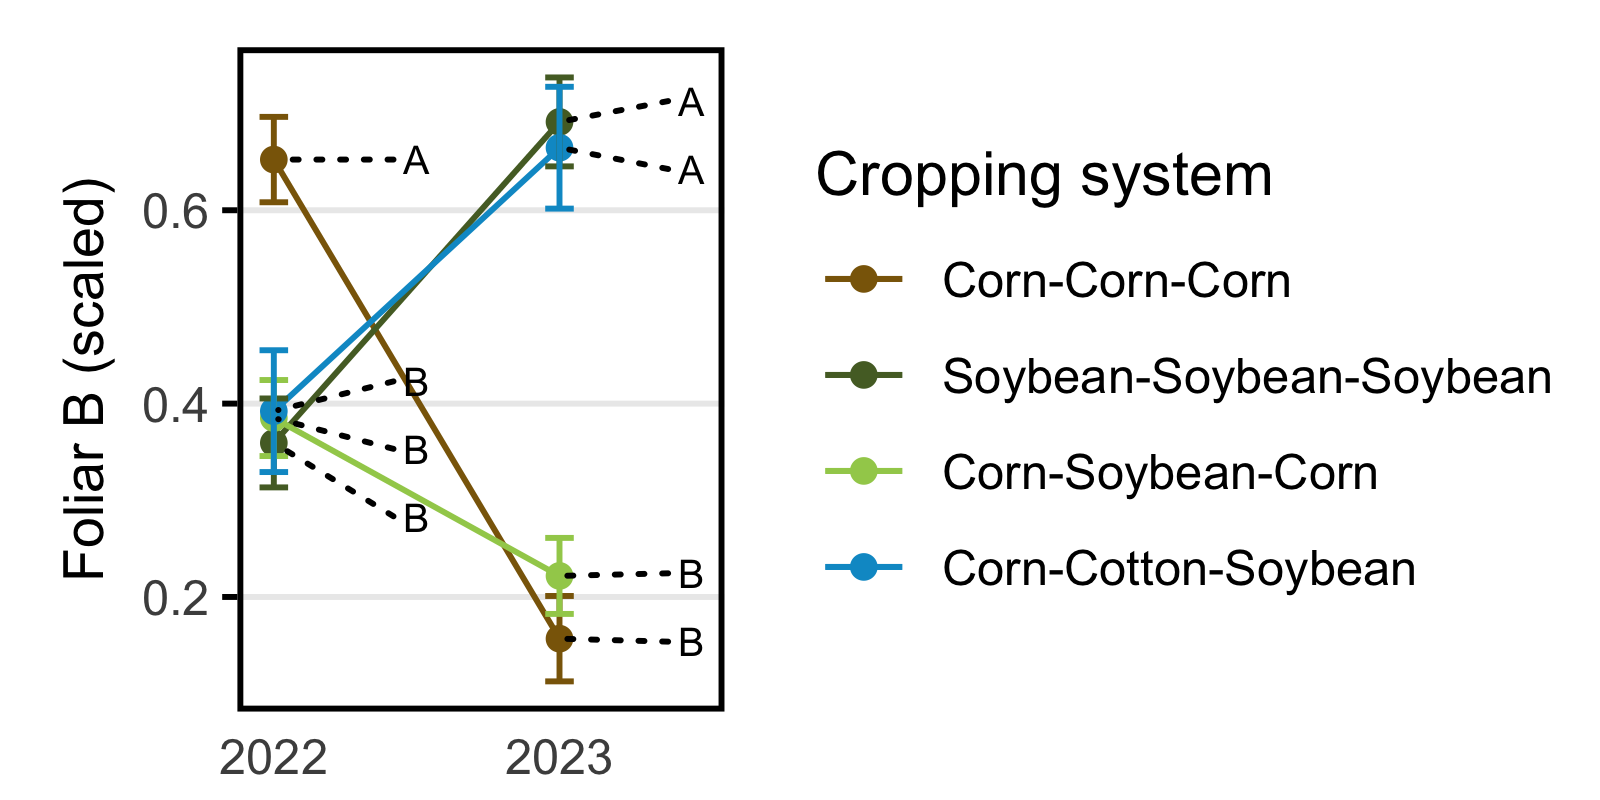 Foliar B (scaled)
0.6
0.4
0.2
2022
2023
A
B
B
B
A
A
B
B
Cropping system
Corn-Corn-Corn
Soybean-Soybean-Soybean
Corn-Soybean-Corn
Corn-Cotton-Soybean